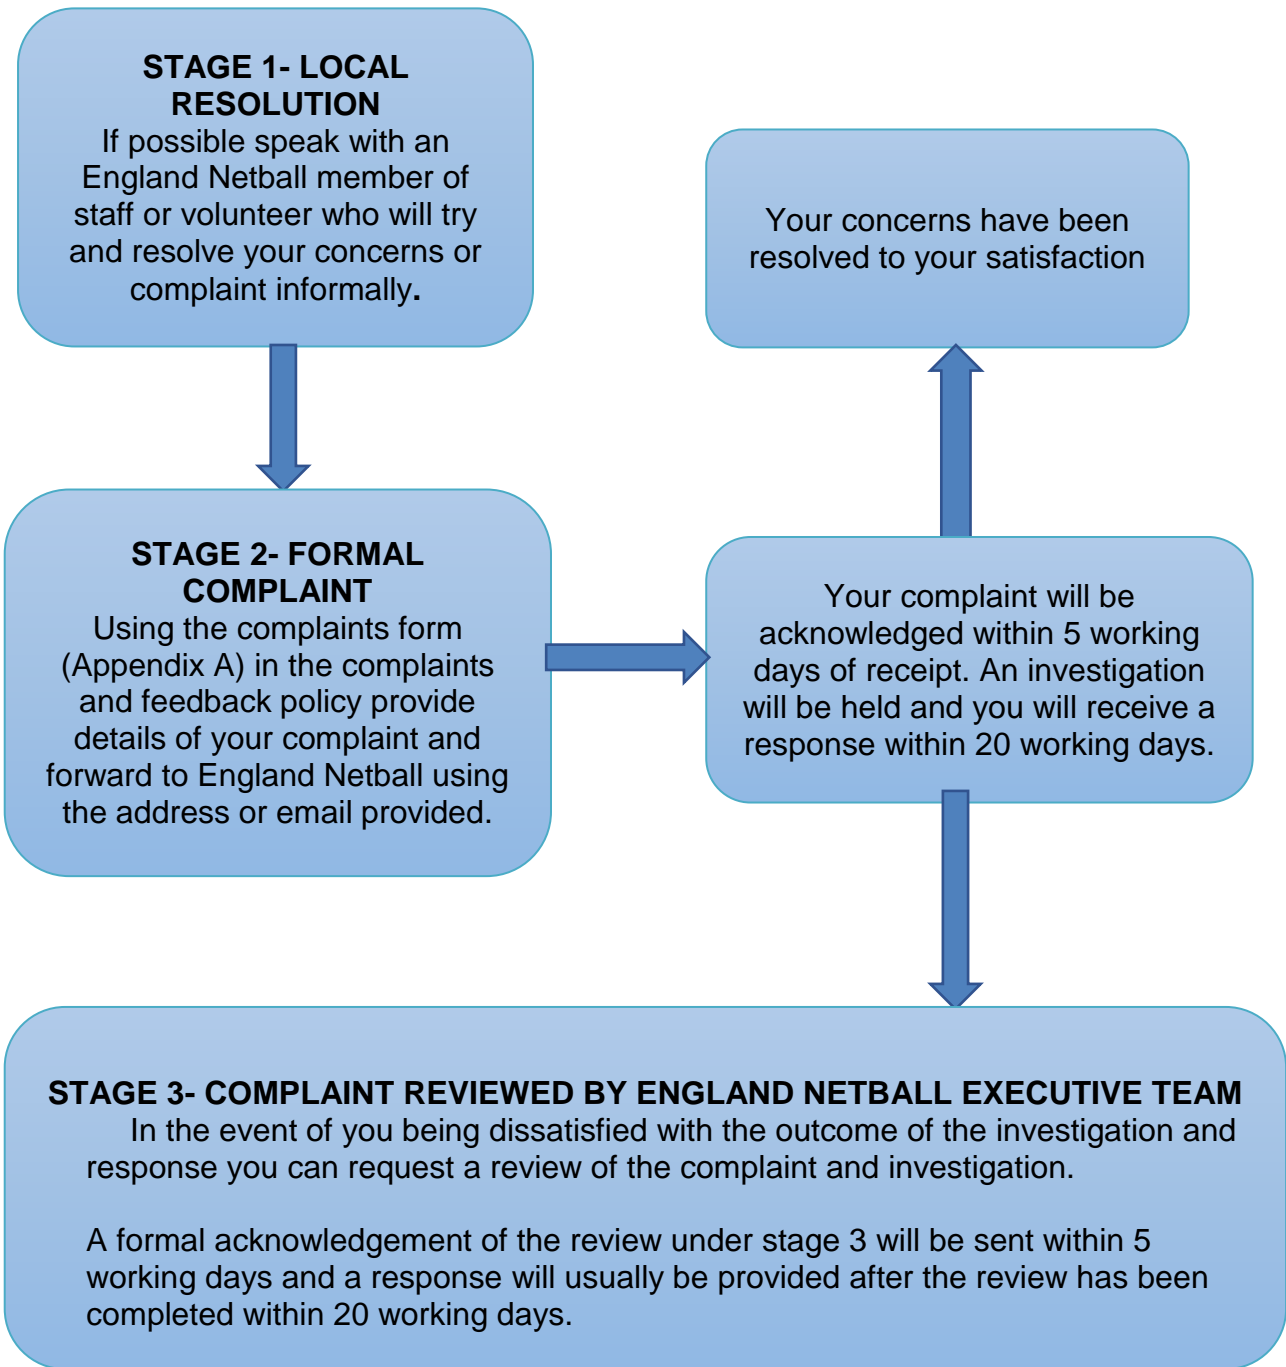 STAGE 1- LOCAL
RESOLUTION
If possible speak with an
England Netball member of
staff or volunteer who will try
and resolve your concerns or
complaint informally.
Your concerns have been
resolved to your satisfaction
STAGE 2- FORMAL
COMPLAINT
Using the complaints form
(Appendix A) in the complaints
and feedback policy provide
details of your complaint and
forward to England Netball using
the address or email provided.
Your complaint will be
acknowledged within 5 working
days of receipt. An investigation
will be held and you will receive a
response within 20 working days.
STAGE 3- COMPLAINT REVIEWED BY ENGLAND NETBALL EXECUTIVE TEAM
In the event of you being dissatisfied with the outcome of the investigation and
response you can request a review of the complaint and investigation.
A formal acknowledgement of the review under stage 3 will be sent within 5
working days and a response will usually be provided after the review has been
completed within 20 working days.